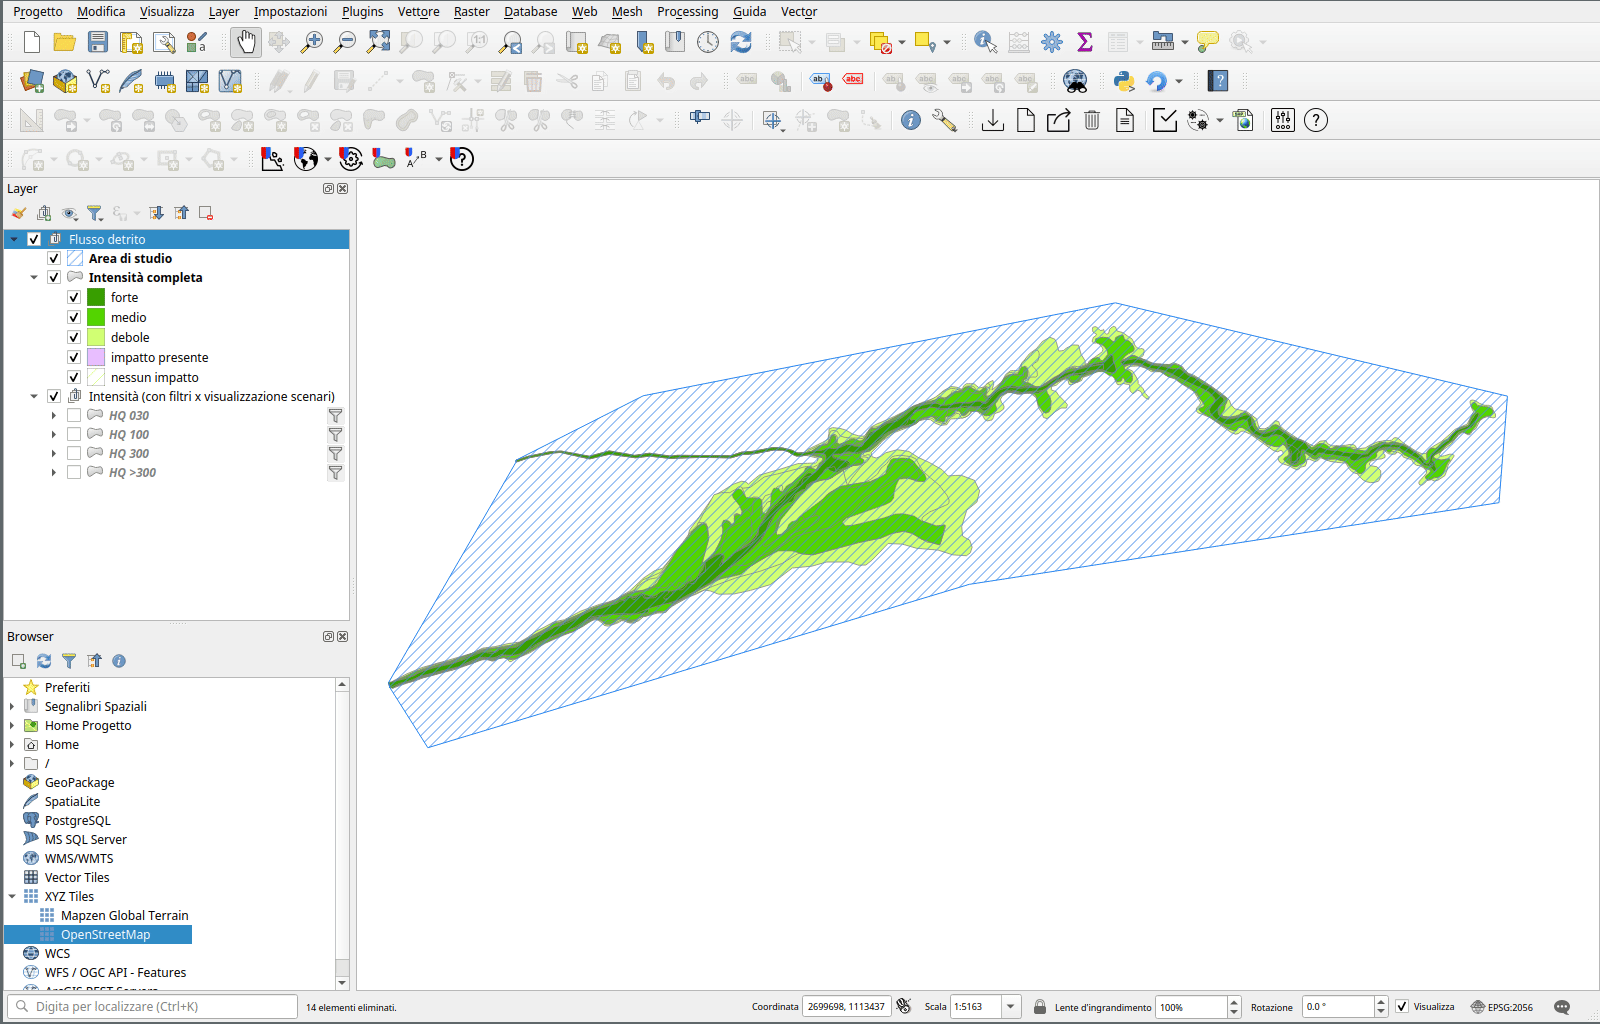 Progetto Modifica Visualizza Layer Impostazioni Plugins Vettore Raster Database Web Mesh Processing Guida Vector
Layer
Flusso detrito
Area di studio
Intensità completa
forte
medio
debole
impatto presente
nessun impatto
Intensità (con filtri x visualizzazione scenari)
HQ 030
HQ 100
HQ 300
HQ >300
Browser
Preferiti
Segnalibri Spaziali
Home Progetto
Home
/
GeoPackage
SpatiaLite
PostgreSQL
MS SQL Server
WMS/WMTS
Vector Tiles
XYZ Tiles
Mapzen Global Terrain
OpenStreetMap
WCS
WFS / OGC API - Features
ArcGIS REST Servers
Digita per localizzare (Ctrl+K) 14 elementi eliminati. Coordinata 2699698, 1113437 Scala 1:5163 Lente d'ingrandimento 100% Rotazione 0.0 ° Visualizza EPSG:2056